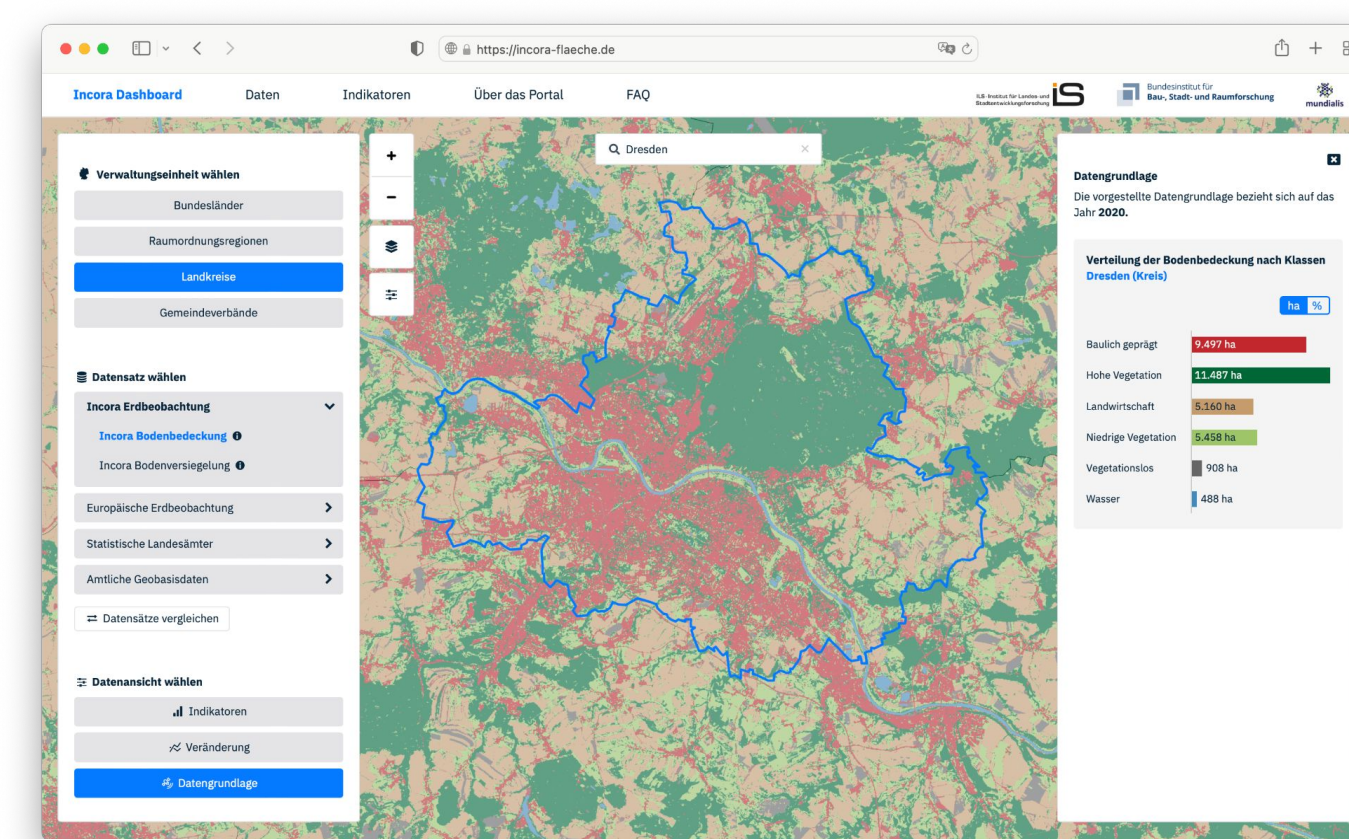 https://incora-flaeche.de
Incora Dashboard
Daten
Indikatoren
Über das Portal
FAQ
ILS-Institut für Landes- und
Stadtentwicklungsforschung
Bundesinstitut für
Bau-, Stadt- und Raumforschung
mundialis
Verwaltungseinheit wählen
Bundesländer
Raumordnungsregionen
Landkreise
Gemeindeverbände
Datensatz wählen
Incora Erdbeobachtung
Incora Bodenbedeckung
Incora Bodenversiegelung
Europäische Erdbeobachtung
Statistische Landesämter
Amtliche Geobasisdaten
Datensätze vergleichen
Datenansicht wählen
Indikatoren
Veränderung
Datengrundlage
+
-
Dresden
Datengrundlage
Die vorgestellte Datengrundlage bezieht sich auf das
Jahr 2020.
Verteilung der Bodenbedeckung nach Klassen
Dresden (Kreis)
ha %
Baulich geprägt 9.497 ha
Hohe Vegetation 11.487 ha
Landwirtschaft 5.160 ha
Niedrige Vegetation 5.458 ha
Vegetationslos 908 ha
Wasser 488 ha